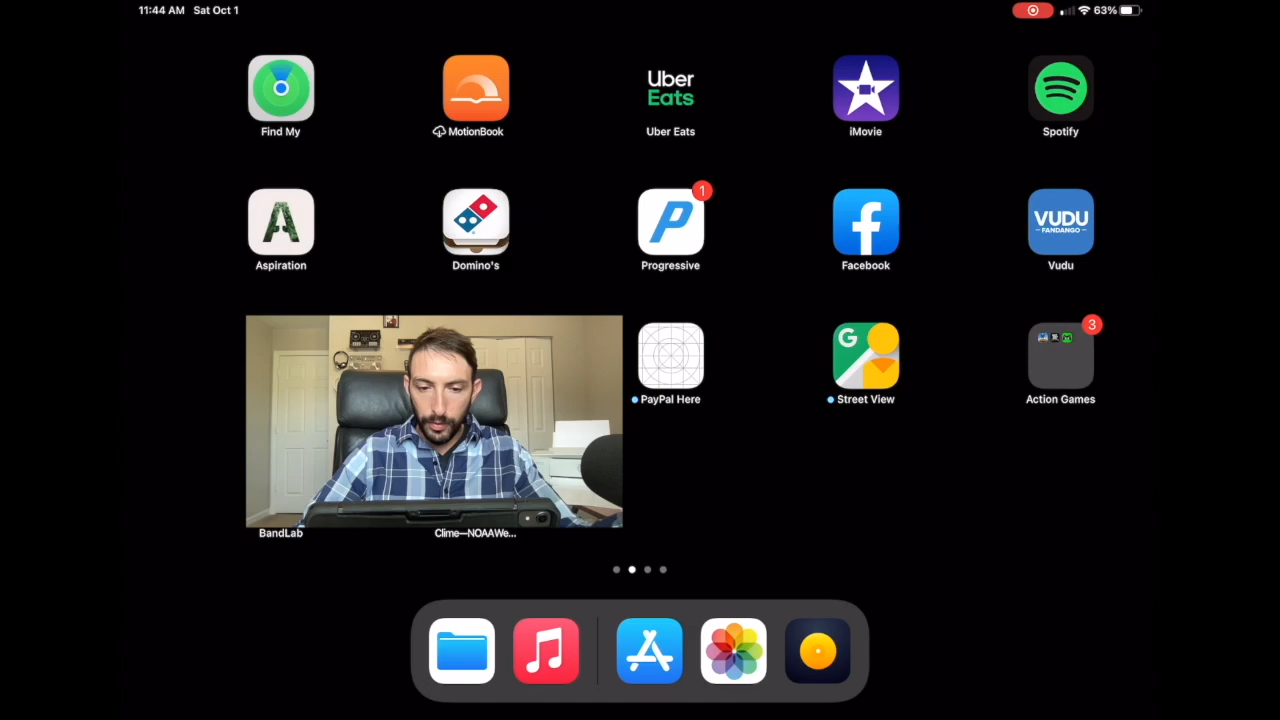 11:44 AM Sat Oct 1
63%
Uber
Eats
Find My
MotionBook
Uber Eats
iMovie
Spotify
A
P
1
f
VUDU
FANDANGO
Aspiration
Domino's
Progressive
Facebook
Vudu
G
3
PayPal Here
Street View
Action Games
BandLab
Clime—NOAAWe...